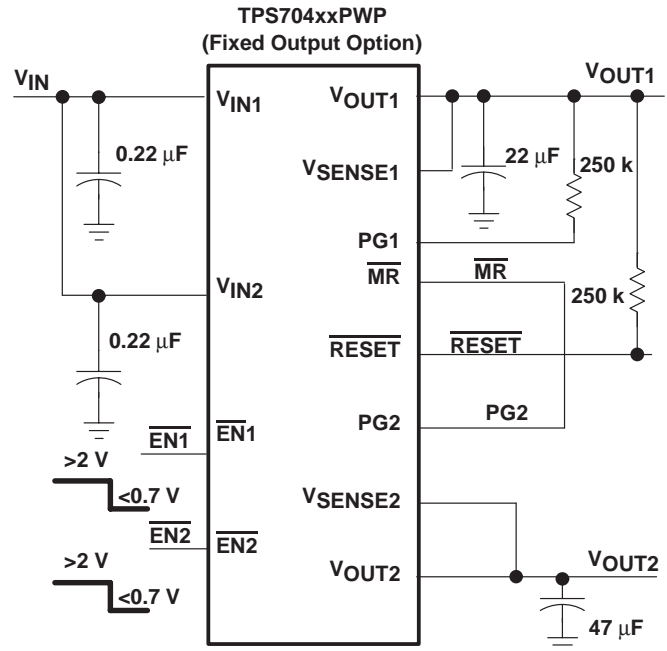 TPS704xxPWP
(Fixed Output Option)
VIN
VIN1
VOUT1
VOUT1
0.22 μF
VSENSE1
22 μF
250 k
PG1
MR
MR
VIN2
250 k
0.22 μF
RESET
RESET
EN1
EN1
PG2
PG2
>2 V
<0.7 V
VSENSE2
EN2
EN2
>2 V
<0.7 V
VOUT2
VOUT2
47 μF